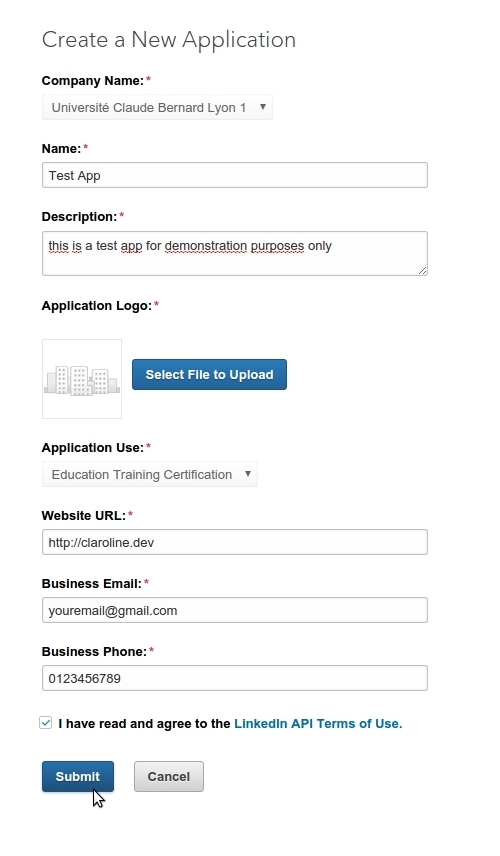 Create a New Application
Company Name:*
Université Claude Bernard Lyon 1
Name:*
Test App
Description:*
this is a test app for demonstration purposes only
Application Logo:*
Select File to Upload
Application Use:*
Education Training Certification
Website URL:*
http://claroline.dev
Business Email:*
youremail@gmail.com
Business Phone:*
0123456789
I have read and agree to the LinkedIn API Terms of Use.
Submit Cancel